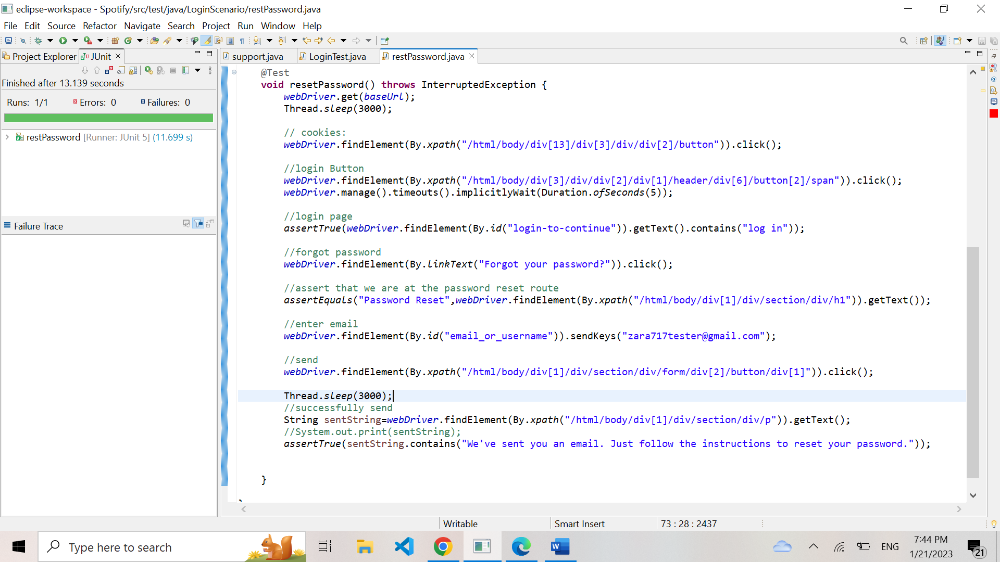 eclipse-workspace - Spotify/src/test/java/LoginScenario/restPassword.java
File Edit Source Refactor Navigate Search Project Run Window Help
Project Explorer JUnit
support.java LoginTest.java restPassword.java
Finished after 13.139 seconds
Runs: 1/1 Errors: 0 Failures: 0
restPassword [Runner: JUnit 5] (11.699 s)
Failure Trace
@Test
void resetPassword() throws InterruptedException {
webDriver.get(baseUrl);
Thread.sleep(3000);
// cookies:
webDriver.findElement(By.xpath("/html/body/div[13]/div[3]/div/div[2]/button")).click();
//login Button
webDriver.findElement(By.xpath("/html/body/div[3]/div/div[2]/div[1]/header/div[6]/button[2]/span")).click();
webDriver.manage().timeouts().implicitlyWait(Duration.ofSeconds(5));
//login page
assertTrue(webDriver.findElement(By.id("login-to-continue")).getText().contains("log in"));
//forgot password
webDriver.findElement(By.linkText("Forgot your password?")).click();
//assert that we are at the password reset route
assertEquals("Password Reset",webDriver.findElement(By.xpath("/html/body/div[1]/div/section/div/h1")).getText());
//enter email
webDriver.findElement(By.id("email_or_username")).sendKeys("zara717tester@gmail.com");
//send
webDriver.findElement(By.xpath("/html/body/div[1]/div/section/div/form/div[2]/button/div[1]")).click();
Thread.sleep(3000);
//successfully send
String sentString=webDriver.findElement(By.xpath("/html/body/div[1]/div/section/div/p")).getText();
//System.out.print(sentString);
assertTrue(sentString.contains("We've sent you an email. Just follow the instructions to reset your password."));
}
Writable Smart Insert 73 : 28 : 2437
Type here to search
ENG
7:44 PM
1/21/2023
21